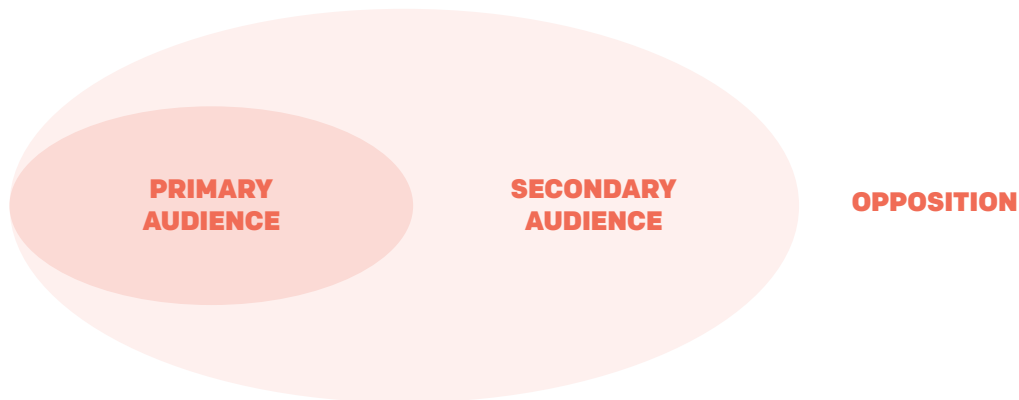 PRIMARY
AUDIENCE
SECONDARY
AUDIENCE
OPPOSITION